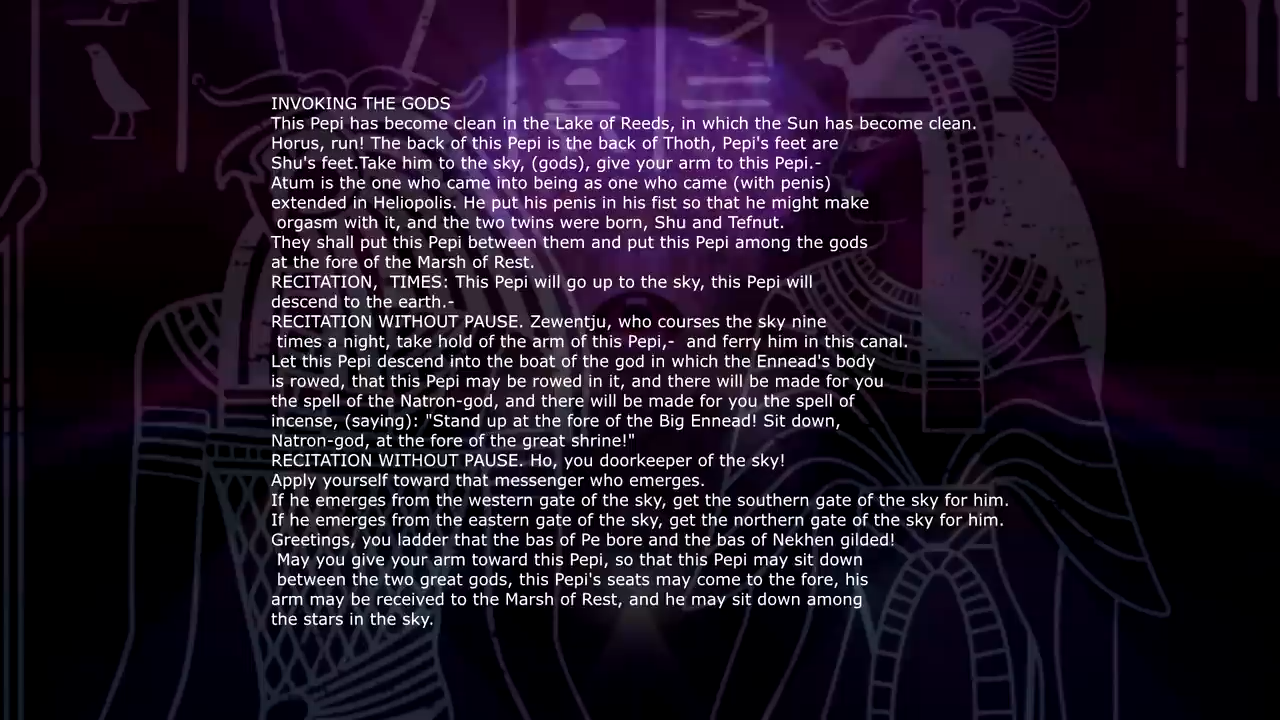 INVOKING THE GODS
This Pepi has become clean in the Lake of Reeds, in which the Sun has become clean.
Horus, run! The back of this Pepi is the back of Thoth, Pepi's feet are
Shu's feet.Take him to the sky, (gods), give your arm to this Pepi.-
Atum is the one who came into being as one who came (with penis)
extended in Heliopolis. He put his penis in his fist so that he might make
orgasm with it, and the two twins were born, Shu and Tefnut.
They shall put this Pepi between them and put this Pepi among the gods
at the fore of the Marsh of Rest.
RECITATION,  TIMES: This Pepi will go up to the sky, this Pepi will
descend to the earth.-
RECITATION WITHOUT PAUSE. Zewentju, who courses the sky nine
times a night, take hold of the arm of this Pepi,-  and ferry him in this canal.
Let this Pepi descend into the boat of the god in which the Ennead's body
is rowed, that this Pepi may be rowed in it, and there will be made for you
the spell of the Natron-god, and there will be made for you the spell of
incense, (saying): "Stand up at the fore of the Big Ennead! Sit down,
Natron-god, at the fore of the great shrine!"
RECITATION WITHOUT PAUSE. Ho, you doorkeeper of the sky!
Apply yourself toward that messenger who emerges.
If he emerges from the western gate of the sky, get the southern gate of the sky for him.
If he emerges from the eastern gate of the sky, get the northern gate of the sky for him.
Greetings, you ladder that the bas of Pe bore and the bas of Nekhen gilded!
May you give your arm toward this Pepi, so that this Pepi may sit down
between the two great gods, this Pepi's seats may come to the fore, his
arm may be received to the Marsh of Rest, and he may sit down among
the stars in the sky.